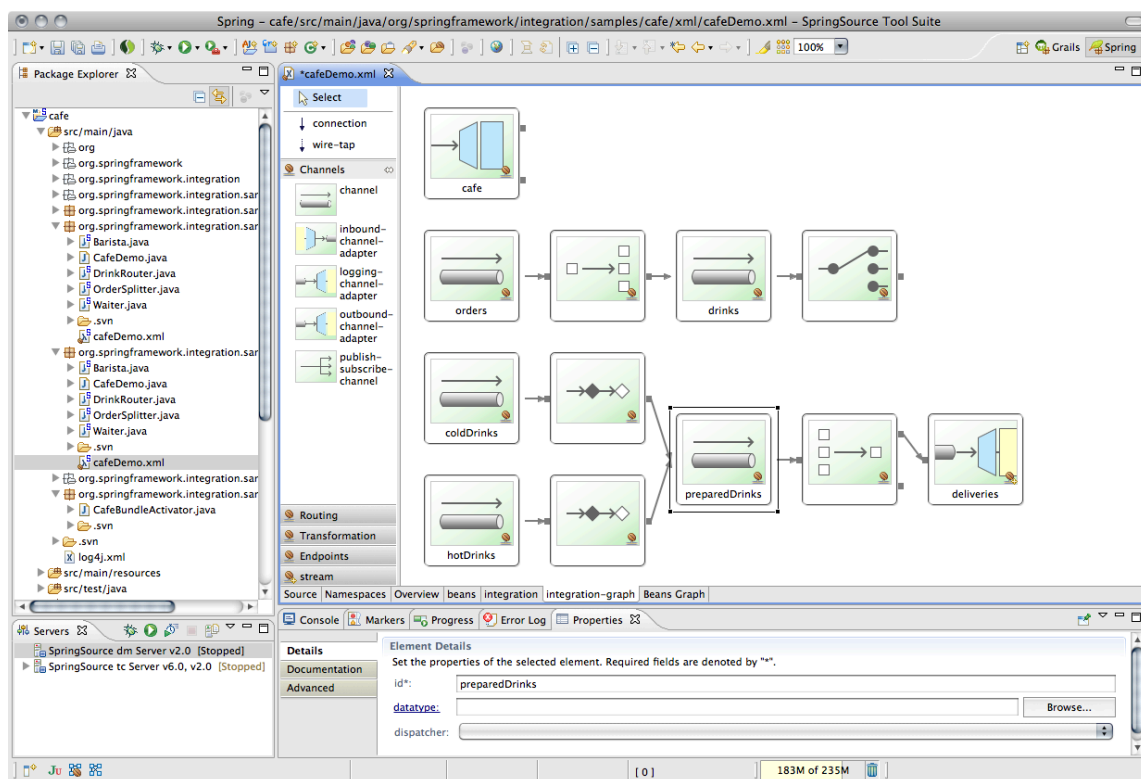 Spring – cafe/src/main/java/org/springframework/integration/samples/cafe/xml/cafeDemo.xml – SpringSource Tool Suite
100%
Grails
Spring
Package Explorer
cafe
src/main/java
org
org.springframework
org.springframework.integration
org.springframework.integration.sar
org.springframework.integration.sar
org.springframework.integration.sar
Barista.java
CafeDemo.java
DrinkRouter.java
OrderSplitter.java
Waiter.java
.svn
cafeDemo.xml
org.springframework.integration.sar
Barista.java
CafeDemo.java
DrinkRouter.java
OrderSplitter.java
Waiter.java
.svn
cafeDemo.xml
org.springframework.integration.sar
org.springframework.integration.sar
CafeBundleActivator.java
.svn
.svn
log4j.xml
src/main/resources
src/test/java
*cafeDemo.xml
Select
connection
wire-tap
Channels
channel
inbound-
channel-
adapter
logging-
channel-
adapter
outbound-
channel-
adapter
publish-
subscribe-
channel
Routing
Transformation
Endpoints
stream
cafe
orders
drinks
coldDrinks
preparedDrinks
deliveries
hotDrinks
Source Namespaces Overview beans integration integration-graph Beans Graph
Servers
SpringSource dm Server v2.0 [Stopped]
SpringSource tc Server v6.0, v2.0 [Stopped]
Console Markers Progress Error Log Properties
Details
Documentation
Advanced
Element Details
Set the properties of the selected element. Required fields are denoted by "*".
id*: preparedDrinks
datatype: Browse...
dispatcher:
Ju
[ 0 ]
183M of 235M